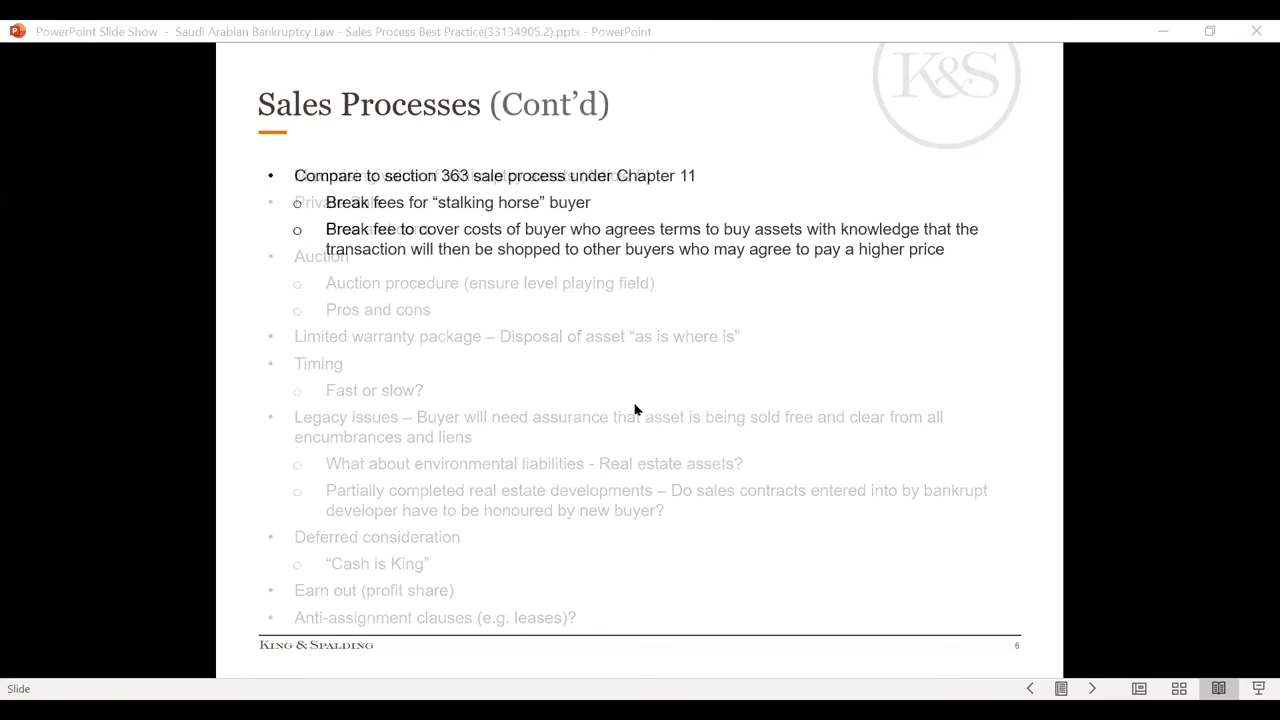 PowerPoint Slide Show - Saudi Arabian Bankruptcy Law - Sales Process Best Practice(33134905.2).pptx - PowerPoint
K&S
Sales Processes (Cont'd)
• Compare to section 363 sale process under Chapter 11
o Break fees for “stalking horse” buyer
o Break fee to cover costs of buyer who agrees terms to buy assets with knowledge that the
transaction will then be shopped to other buyers who may agree to pay a higher price
• Auction
o Auction procedure (ensure level playing field)
o Pros and cons
• Limited warranty package – Disposal of asset “as is where is”
• Timing
o Fast or slow?
• Legacy issues – Buyer will need assurance that asset is being sold free and clear from all
encumbrances and liens
o What about environmental liabilities - Real estate assets?
o Partially completed real estate developments – Do sales contracts entered into by bankrupt
developer have to be honoured by new buyer?
• Deferred consideration
o “Cash is King”
• Earn out (profit share)
• Anti-assignment clauses (e.g. leases)?
KING & SPALDING
6
Slide